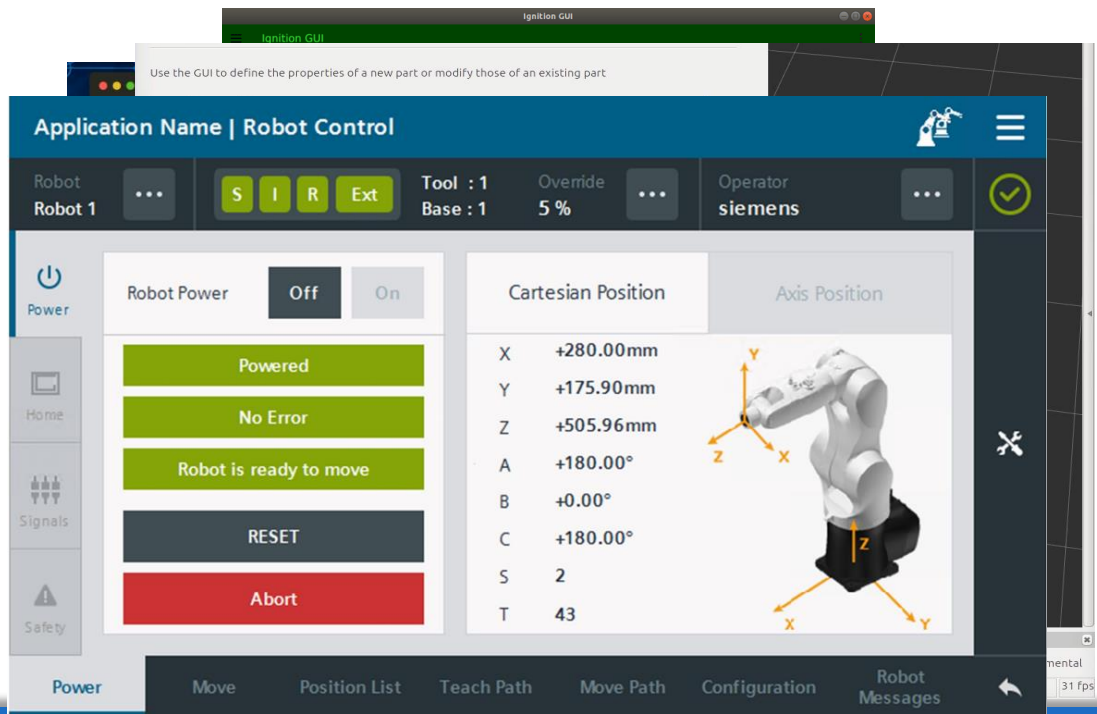 Ignition GUI
Ignition GUI
Use the GUI to define the properties of a new part or modify those of an existing part
Application Name | Robot Control
Robot
Robot 1
S I R Ext
Tool : 1
Base : 1
Override
5 %
Operator
siemens
Power
Home
Signals
Safety
Robot Power Off On
Powered
No Error
Robot is ready to move
RESET
Abort
Cartesian Position Axis Position
X +280.00mm
Y +175.90mm
Z +505.96mm
A +180.00°
B +0.00°
C +180.00°
S 2
T 43
Y
Z X
Z
X Y
mental
31 fps
Power Move Position List Teach Path Move Path Configuration Robot Messages